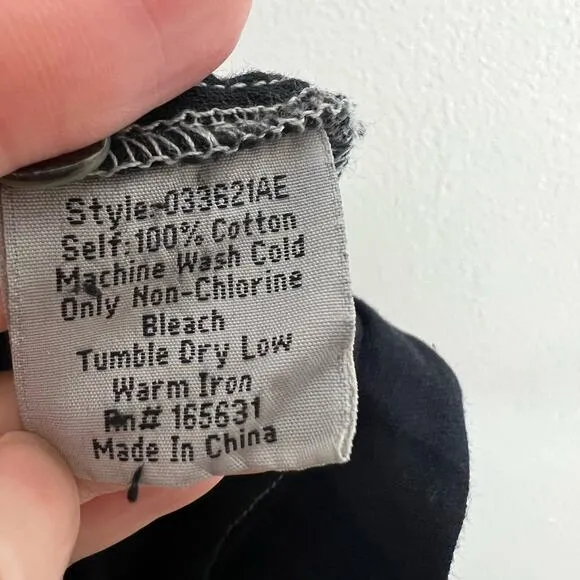 Style:-033621AE
Self:100% Cotton
Machine Wash Cold
Only Non-Chlorine
Bleach
Tumble Dry Low
Warm Iron
Rn# 165631
Made In China